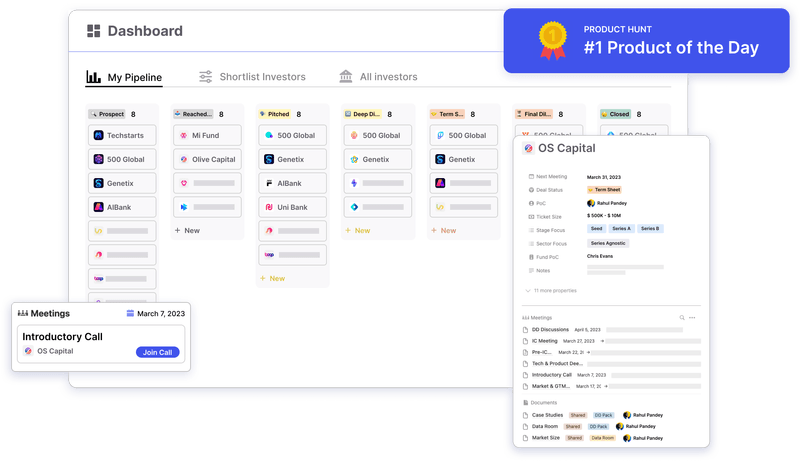 Dashboard
PRODUCT HUNT
#1 Product of the Day
My Pipeline
Shortlist Investors
All investors
Prospect 8
Reached... 8
Pitched 8
Deep Di... 8
Term S... 8
Final Dil... 8
Closed 8
Techstarts
500 Global
Genetix
AIBank
Mi Fund
Olive Capital
+ New
500 Global
Genetix
AIBank
Uni Bank
+ New
500 Global
Genetix
+ New
500 Global
Genetix
+ New
500 Global
500 Global
OS Capital
Next Meeting March 31, 2023
Deal Status Term Sheet
PoC Rahul Pandey
Ticket Size $ 500K - $ 10M
Stage Focus Seed Series A Series B
Sector Focus Series Agnostic
Fund PoC Chris Evans
Notes
11 more properties
Meetings
DD Discussions April 5, 2023
IC Meeting March 27, 2023
Pre-IC... March 22, 2
Tech & Product Dee...
Introductory Call March 7, 2023
Market & GTM... March 17, 2
Documents
Case Studies Shared DD Pack Rahul Pandey
Data Room Shared DD Pack Rahul Pandey
Market Size Shared Data Room Rahul Pandey
Meetings March 7, 2023
Introductory Call
OS Capital
Join Call